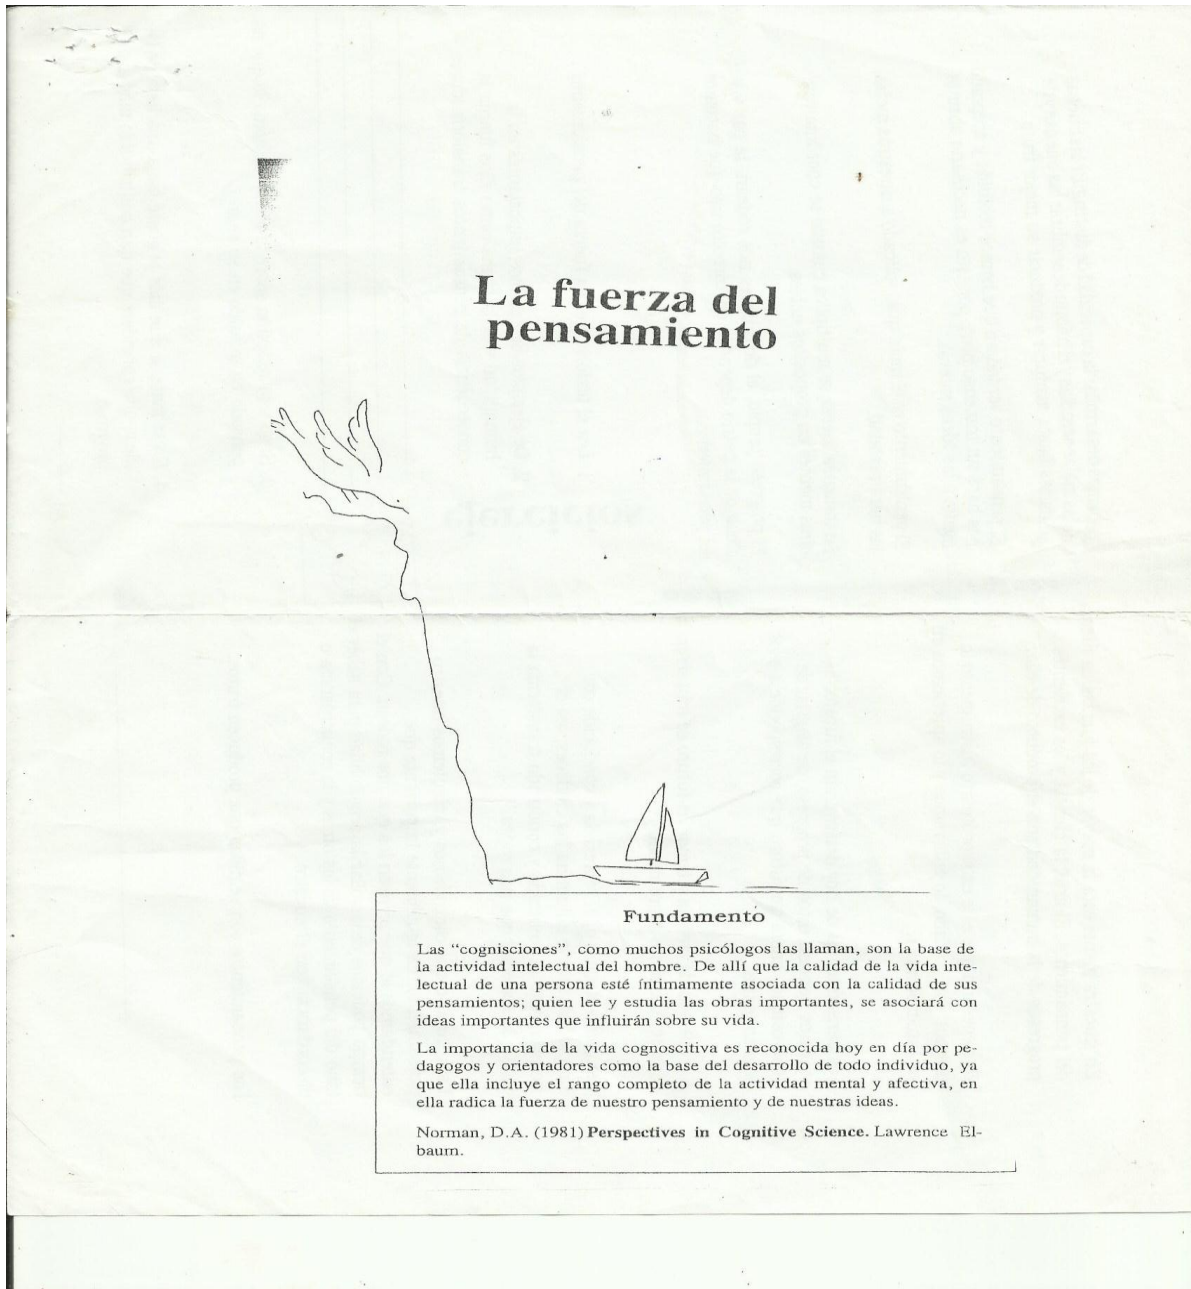 La fuerza del
pensamiento
Fundamento
Las “cognisciones”, como muchos psicólogos las llaman, son la base de
la actividad intelectual del hombre. De allí que la calidad de la vida inte-
lectual de una persona esté íntimamente asociada con la calidad de sus
pensamientos; quien lee y estudia las obras importantes, se asociará con
ideas importantes que influirán sobre su vida.
La importancia de la vida cognoscitiva es reconocida hoy en día por pe-
dagogos y orientadores como la base del desarrollo de todo individuo, ya
que ella incluye el rango completo de la actividad mental y afectiva, en
ella radica la fuerza de nuestro pensamiento y de nuestras ideas.
Norman, D.A. (1981) Perspectives in Cognitive Science. Lawrence El-
baum.